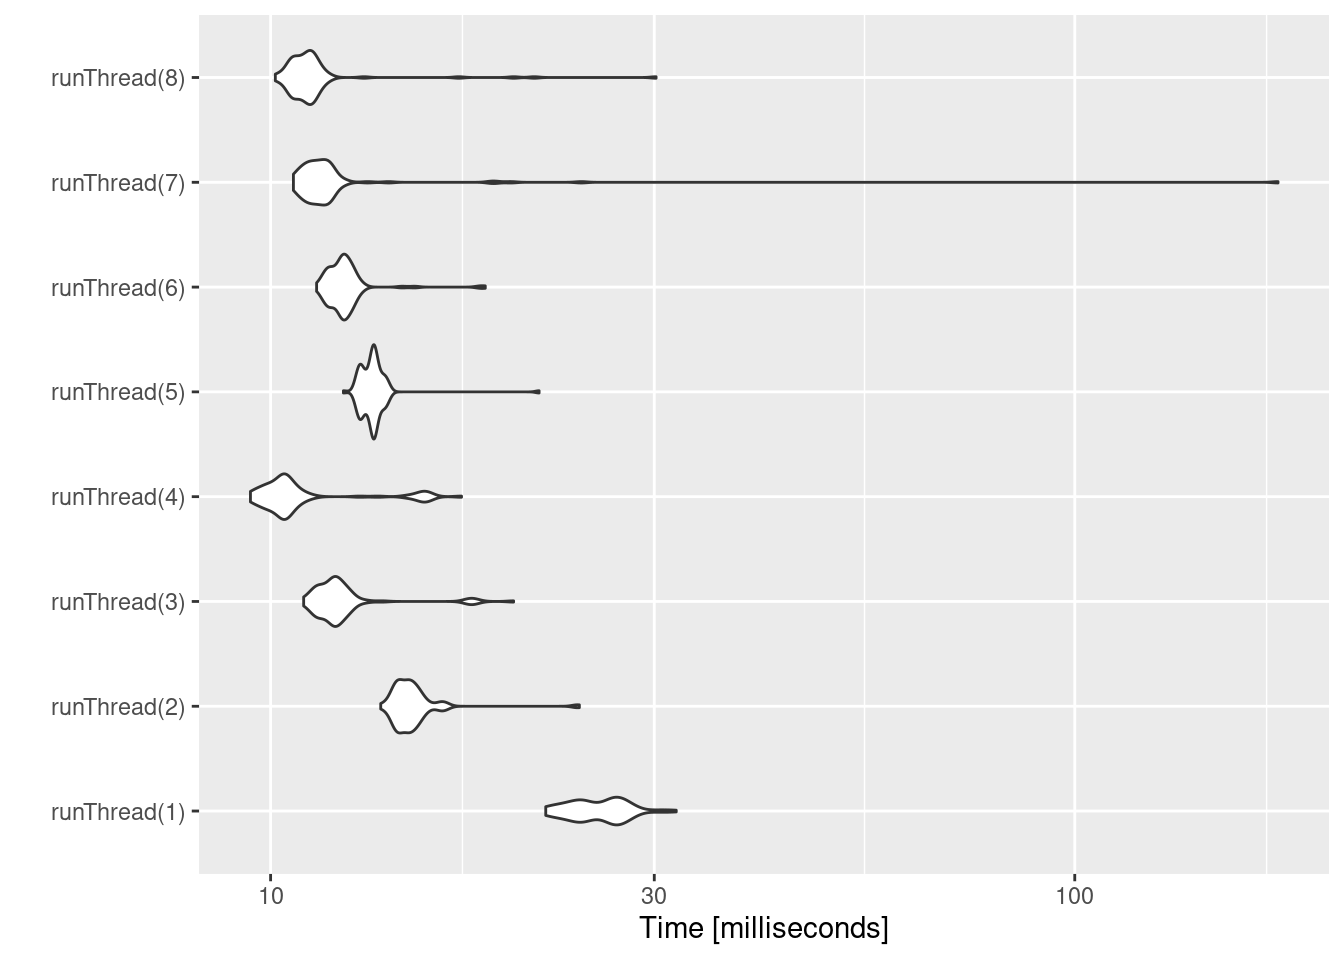 runThread(8)
runThread(7)
runThread(6)
runThread(5)
runThread(4)
runThread(3)
runThread(2)
runThread(1)
10 30 100
Time [milliseconds]